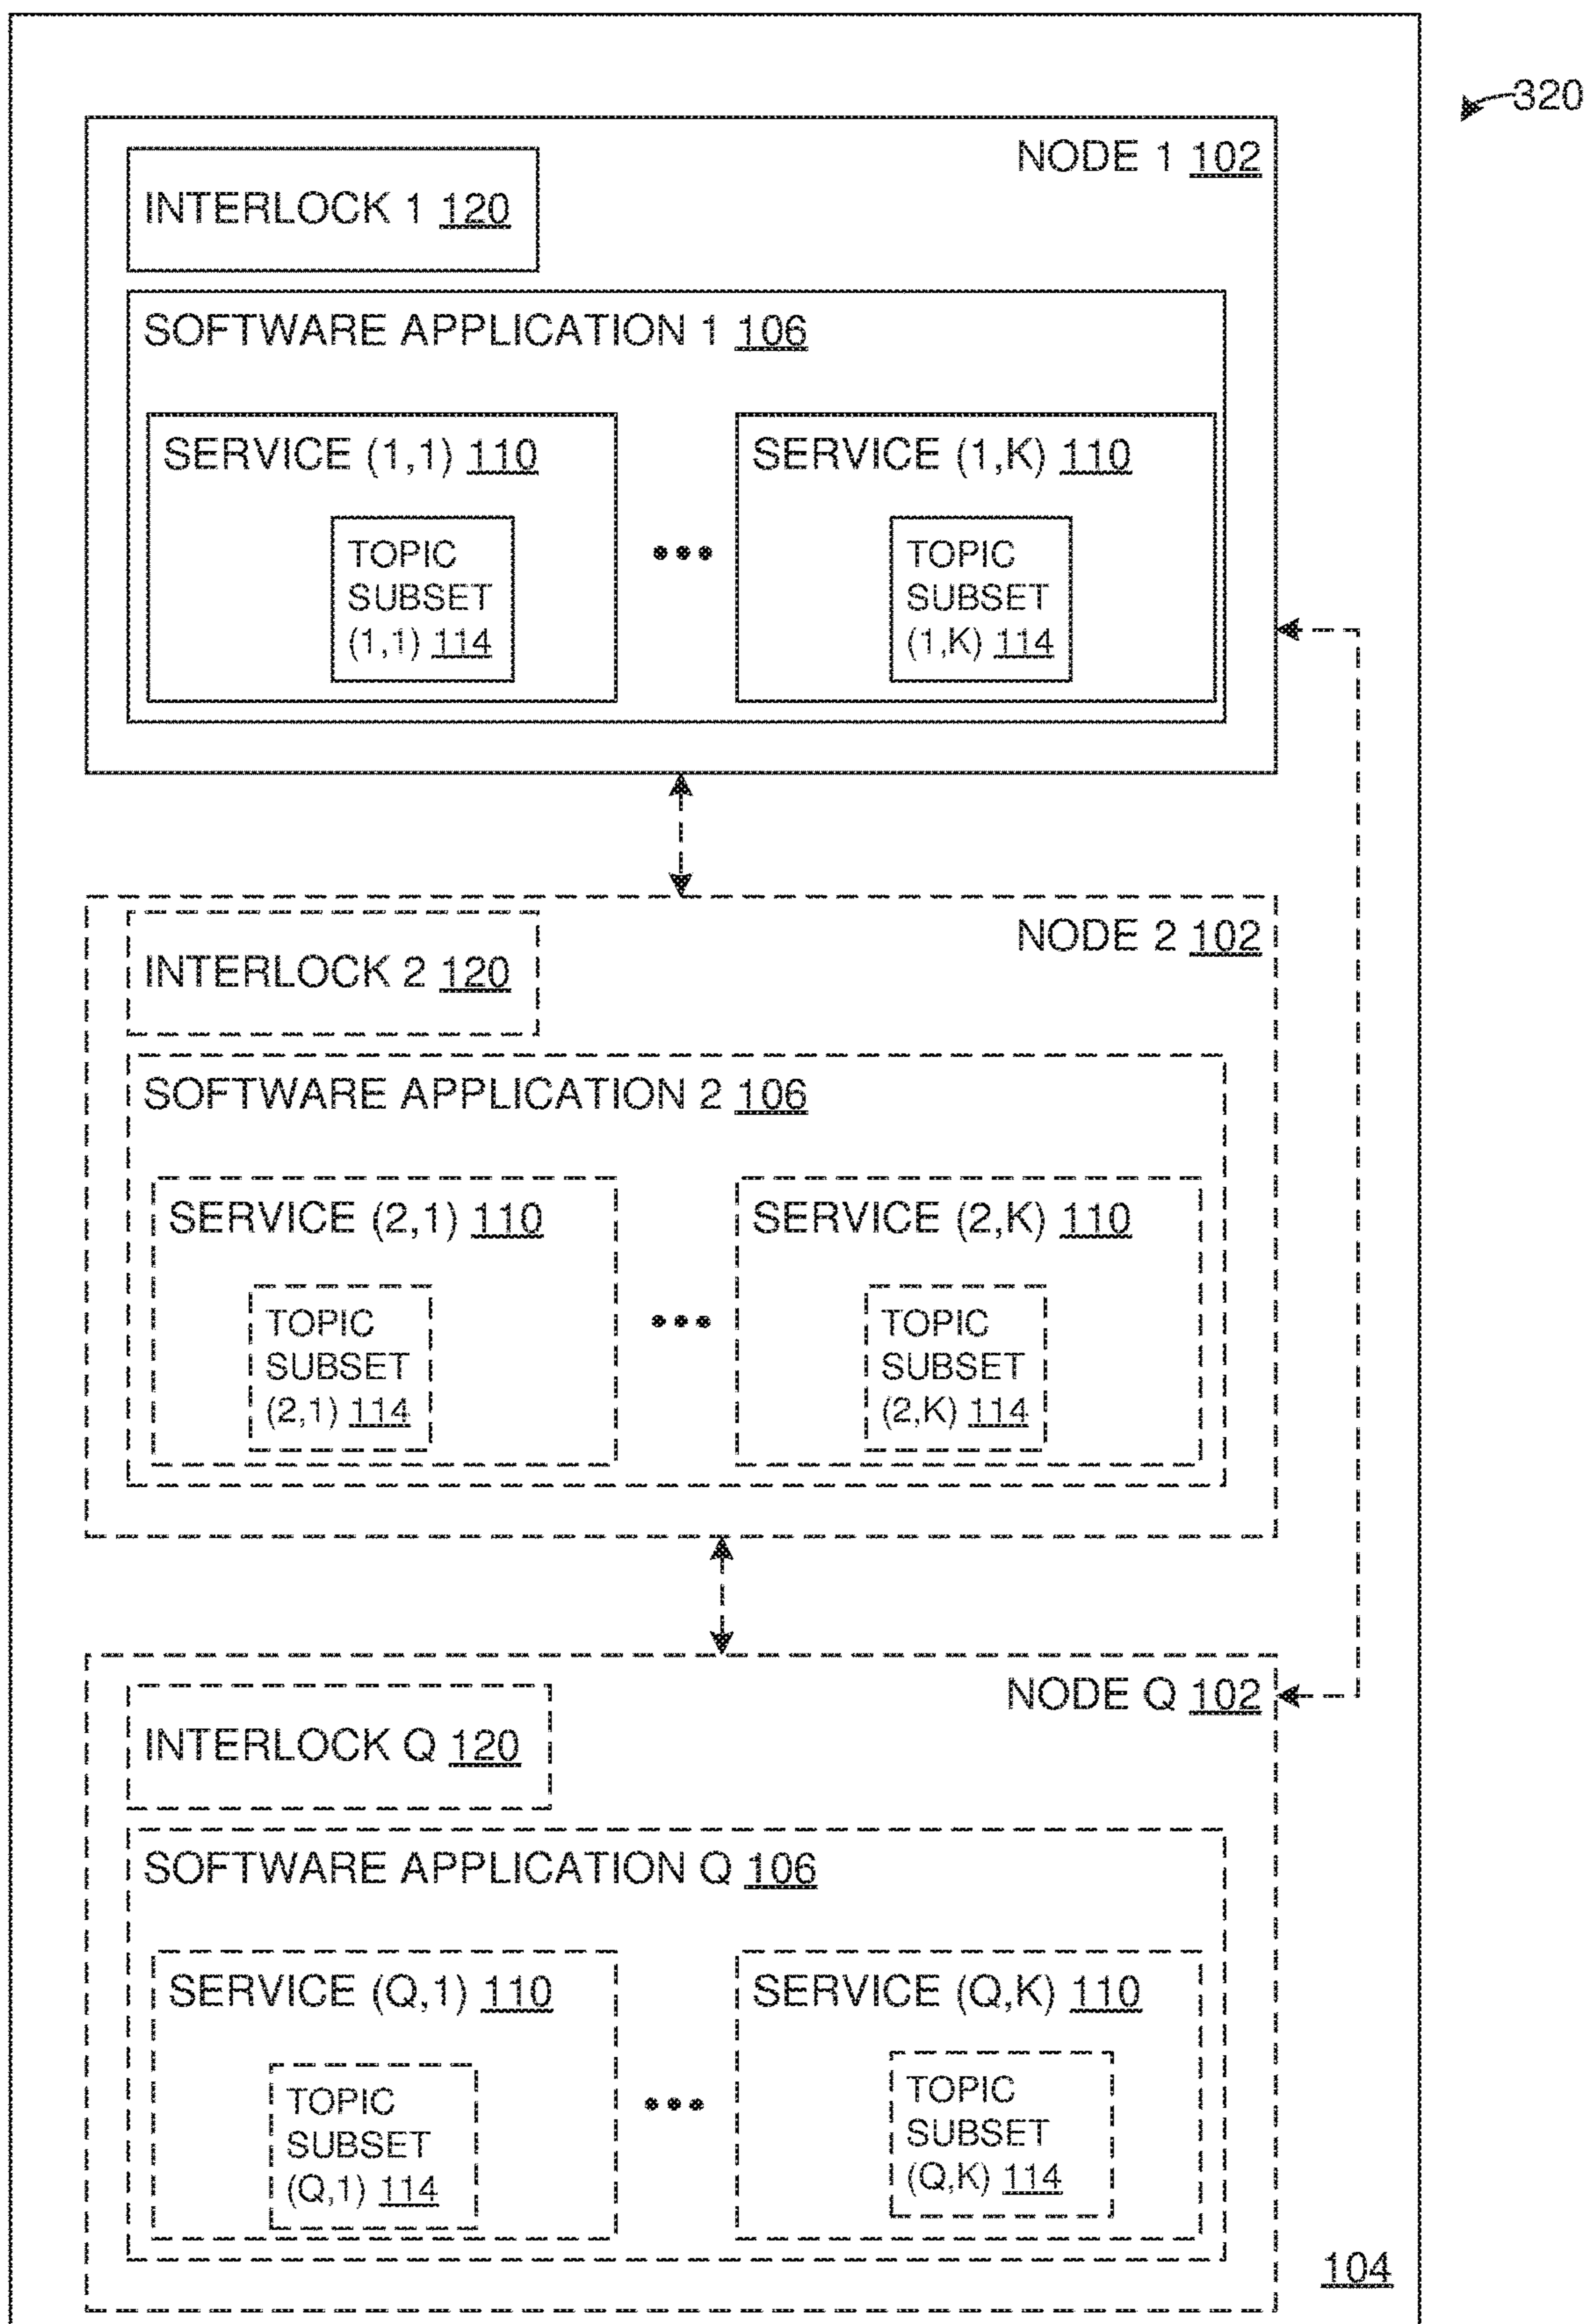 320
NODE 1 102
INTERLOCK 1 120
SOFTWARE APPLICATION 1 106
SERVICE (1,1) 110
TOPIC
SUBSET
(1,1) 114
•••
SERVICE (1,K) 110
TOPIC
SUBSET
(1,K) 114
NODE 2 102
INTERLOCK 2 120
SOFTWARE APPLICATION 2 106
SERVICE (2,1) 110
TOPIC
SUBSET
(2,1) 114
•••
SERVICE (2,K) 110
TOPIC
SUBSET
(2,K) 114
NODE Q 102
INTERLOCK Q 120
SOFTWARE APPLICATION Q 106
SERVICE (Q,1) 110
TOPIC
SUBSET
(Q,1) 114
•••
SERVICE (Q,K) 110
TOPIC
SUBSET
(Q,K) 114
104